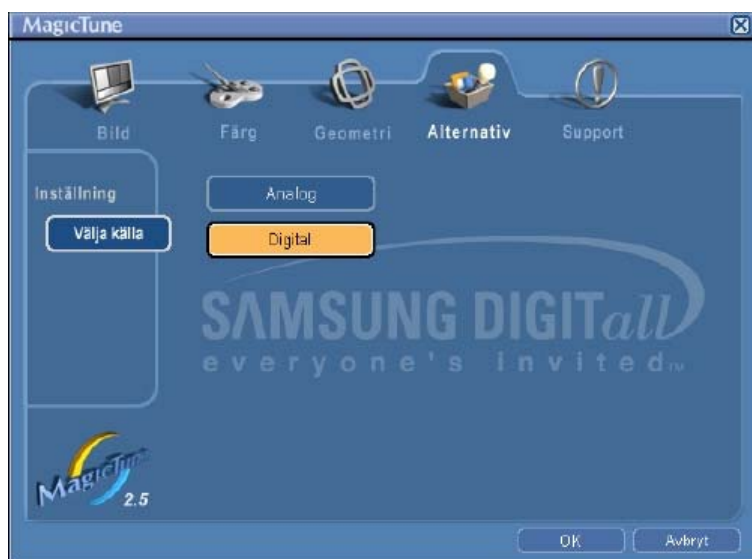 MagicTune
Bild
Färg
Geometri
Alternativ
Support
Inställning
Välja källa
Analog
Digital
SAMSUNG DIGITall
everyone's invited™
MagicTune
2.5
OK
Avbryt